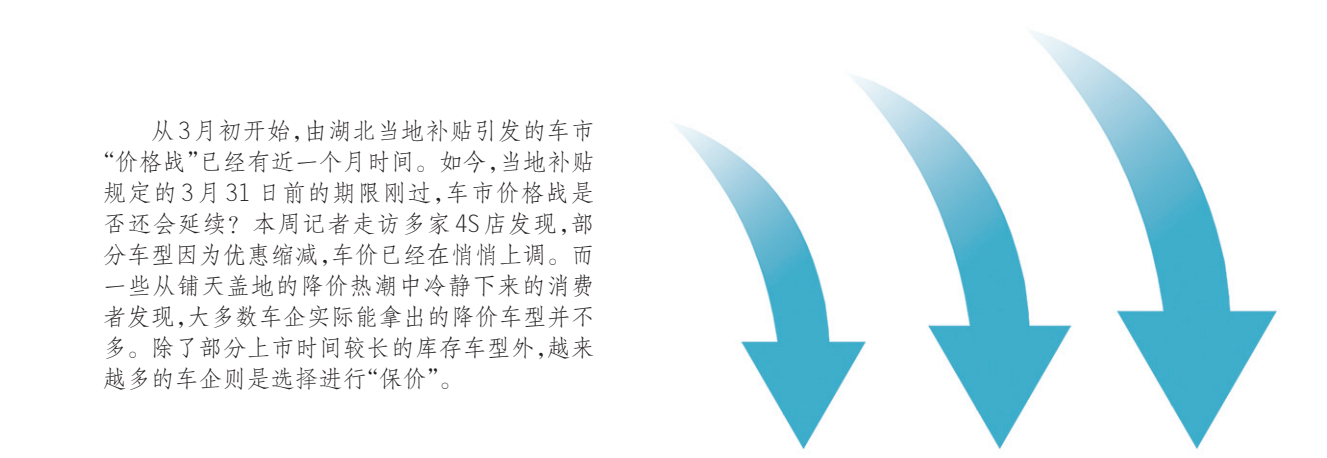 从3月初开始,由湖北当地补贴引发的车市
“价格战”已经有近一个月时间。如今,当地补贴
规定的3月31日前的期限刚过,车市价格战是
否还会延续？本周记者走访多家4S店发现,部
分车型因为优惠缩减,车价已经在悄悄上调。而
一些从铺天盖地的降价热潮中冷静下来的消费
者发现,大多数车企实际能拿出的降价车型并不
多。除了部分上市时间较长的库存车型外,越来
越多的车企则是选择进行“保价”。